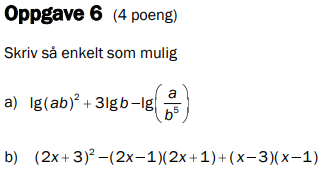 Oppgave 6 (4 poeng)
Skriv så enkelt som mulig
a) lg(ab)² + 3lgb – lg(a/b⁵)
b) (2x + 3)² – (2x – 1)(2x + 1) + (x – 3)(x – 1)